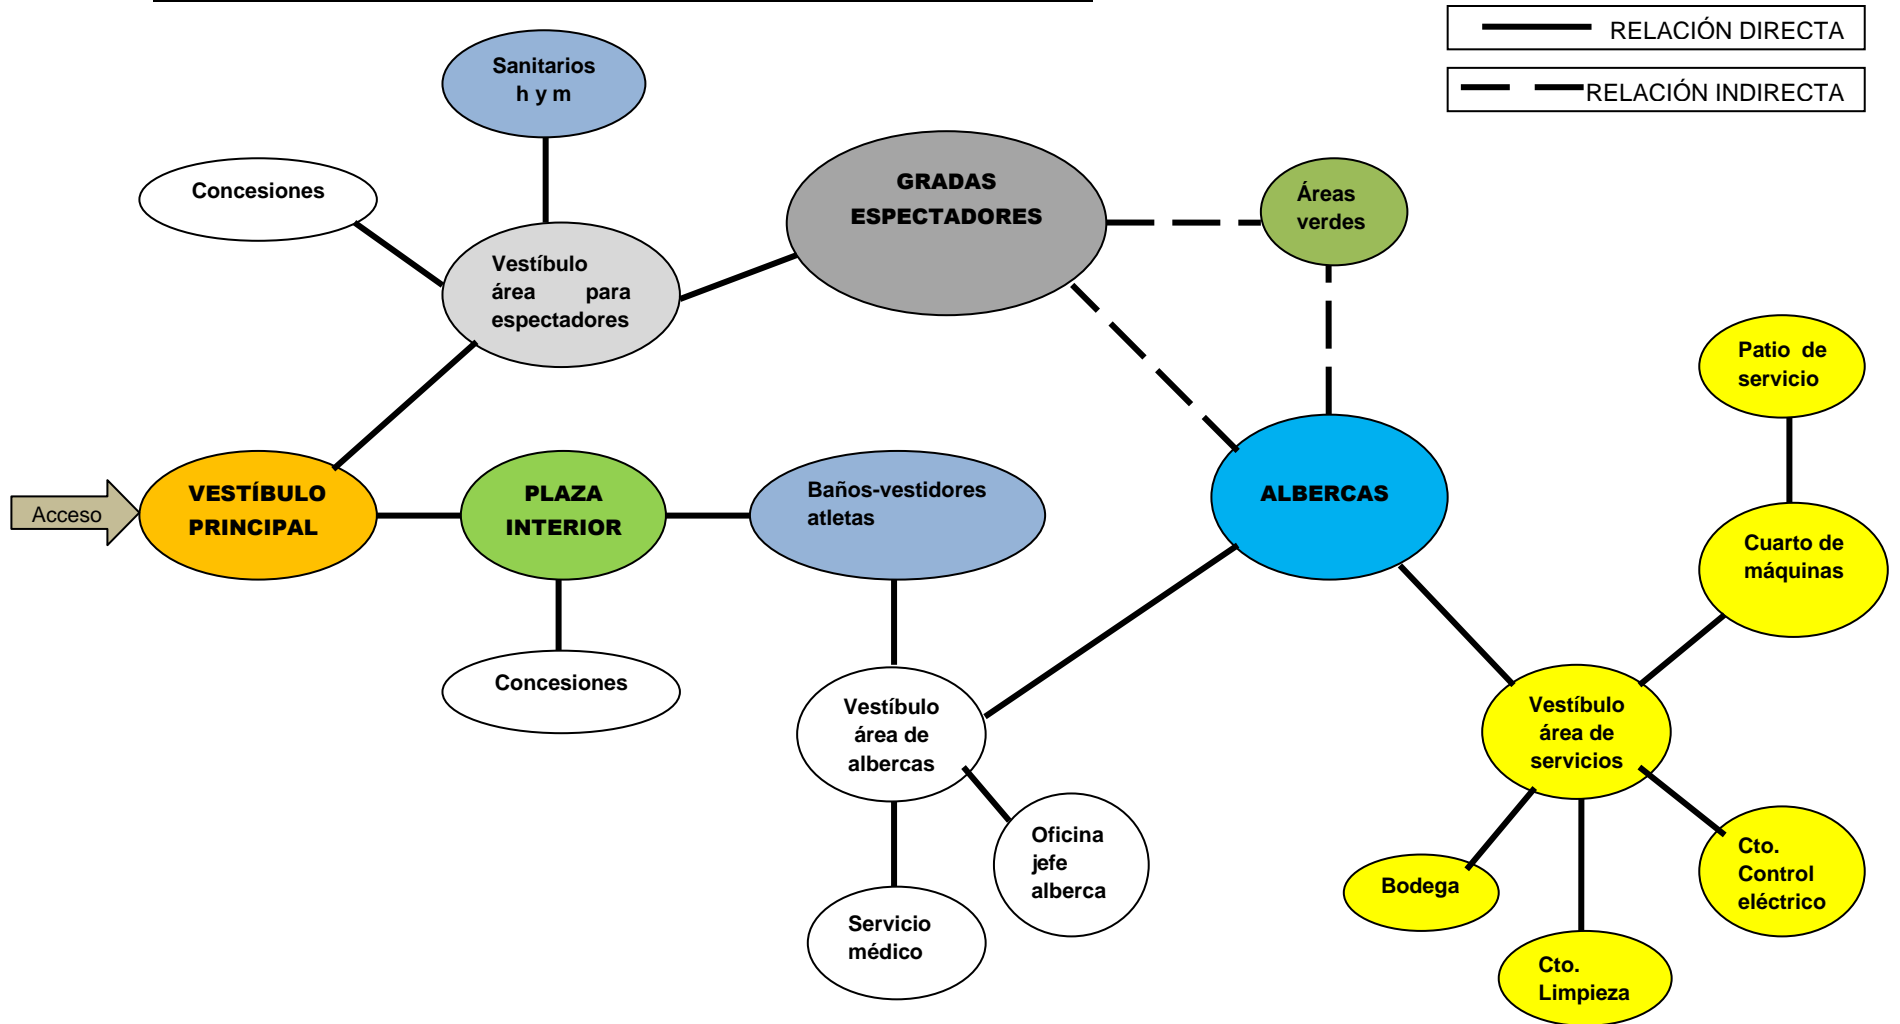 RELACIÓN DIRECTA
RELACIÓN INDIRECTA
Sanitarios
h y m
Concesiones
GRADAS
ESPECTADORES
Áreas
verdes
Vestíbulo
área para
espectadores
Patio de
servicio
Acceso
VESTÍBULO
PRINCIPAL
PLAZA
INTERIOR
Baños-vestidores
atletas
ALBERCAS
Cuarto de
máquinas
Concesiones
Vestíbulo
área de
albercas
Vestíbulo
área de
servicios
Oficina
jefe
alberca
Servicio
médico
Bodega
Cto.
Control
eléctrico
Cto.
Limpieza